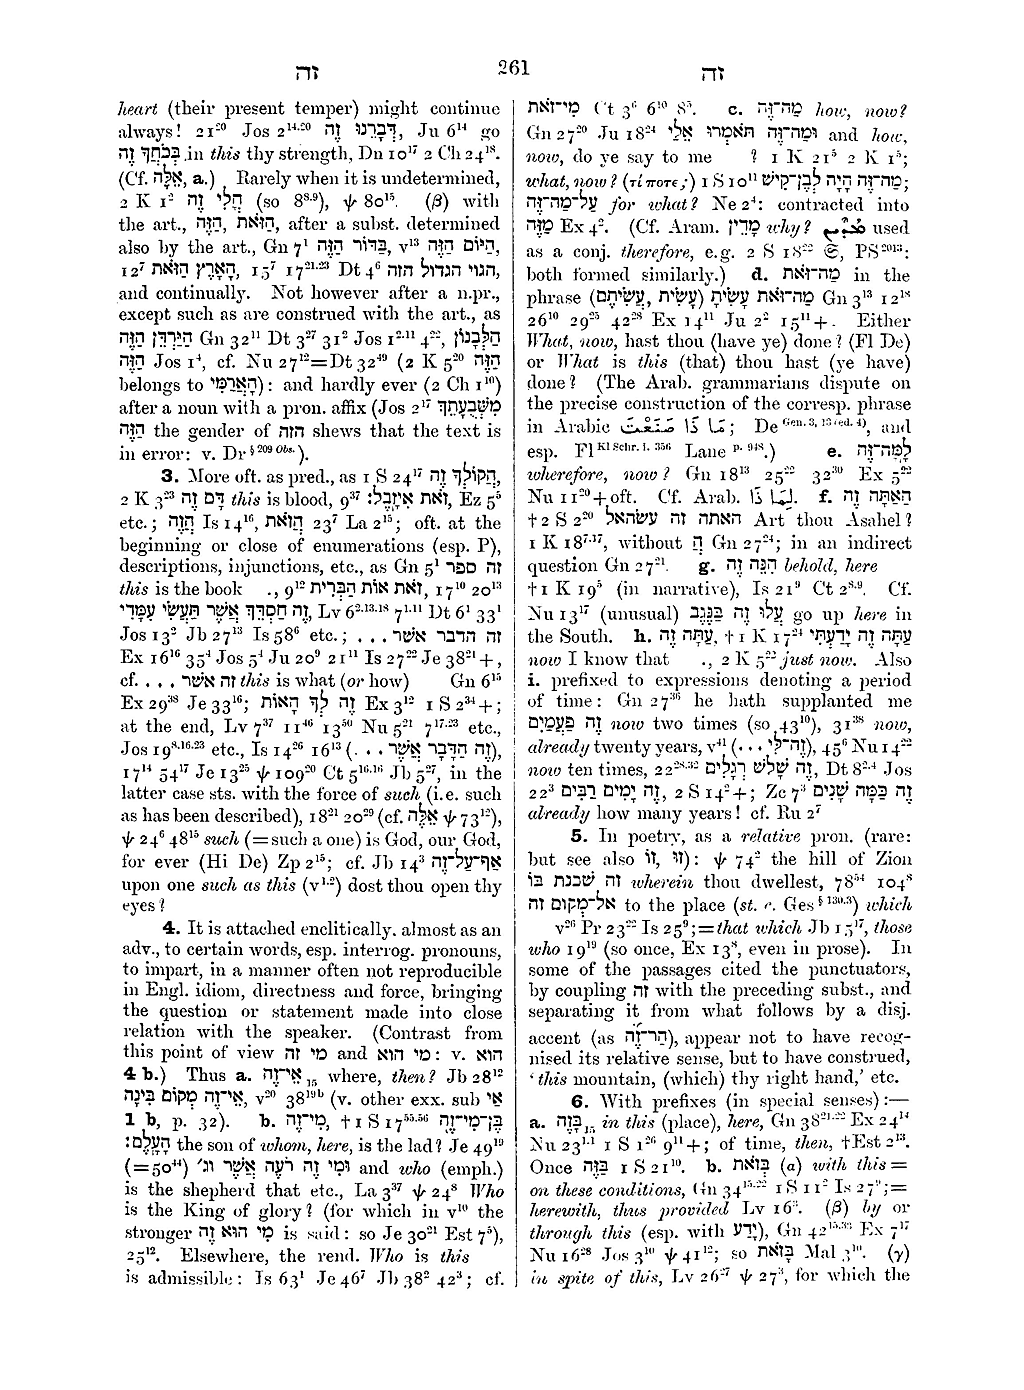 זה 261 זה
heart (their present temper) might continue
always! 21²⁰ Jos 2¹⁴·²⁰ דְּבָרֵנוּ זֶה, Ju 6¹⁴ go
בְּכֹחֲךָ זֶה in this thy strength, Dn 10¹⁷ 2 Ch 24¹⁸.
(Cf. אֵלֶּה, a.) Rarely when it is undetermined,
2 K 1² חֳלִי זֶה (so 8⁸·⁹), ψ 80¹⁵. (β) with
the art., הַזֶּה, הַזּאֹת, after a subst. determined
also by the art., Gn 7¹ בַּדּוֹר הַזֶּה, v¹³ הַיּוֹם הַזֶּה,
12⁷ הָאָרֶץ הַזּאֹת, 15⁷ 17²¹·²³ Dt 4⁶ הגוי הגדול הזה,
and continually. Not however after a n.pr.,
except such as are construed with the art., as
הַיַּרְדֵּן הַזֶּה Gn 32¹¹ Dt 3²⁷ 31² Jos 1²·¹¹ 4²², הַלְּבָנוֹן
הַזֶּה Jos 1⁴, cf. Nu 27¹²=Dt 32⁴⁹ (2 K 5²⁰ הַזֶּה
belongs to הָאֲרַמִּי): and hardly ever (2 Ch 1¹⁰)
after a noun with a pron. affix (Jos 2¹⁷ מִשְּׁבֻעָתֵךְ
הַזֶּה the gender of הזה shews that the text is
in error: v. Dr § ²⁰⁹ Obs.).
3. More oft. as pred., as 1 S 24¹⁷ הֲקוֹלְךָ זֶה,
2 K 3²³ דָּם זֶה this is blood, 9³⁷ זאֹת אִיזָבֶל׃, Ez 5⁵
etc.; הֲזֶה Is 14¹⁶, הֲזאֹת 23⁷ La 2¹⁵; oft. at the
beginning or close of enumerations (esp. P),
descriptions, injunctions, etc., as Gn 5¹ זה ספר
this is the book ., 9¹² זאֹת אוֹת הַבְּרִית, 17¹⁰ 20¹³
זֶה חַסְדֵּךְ אֲשֶׁר תַּעֲשִׂי עִמָּדִי, Lv 6²·¹³·¹⁸ 7¹·¹¹ Dt 6¹ 33¹
Jos 13² Jb 27¹³ Is 58⁶ etc.; זה הדבר אשר . . .
Ex 16¹⁶ 35⁴ Jos 5⁴ Ju 20⁹ 21¹¹ Is 27²² Je 38²¹+,
cf. . . . זה אשר this is what (or how) Gn 6¹⁵
Ex 29³⁸ Je 33¹⁶; זֶה לְּךָ הָאוֹת Ex 3¹² 1 S 2³⁴+;
at the end, Lv 7³⁷ 11⁴⁶ 13⁵⁹ Nu 5²¹ 7¹⁷·²³ etc.,
Jos 19⁸·¹⁶·²³ etc., Is 14²⁶ 16¹³ (זֶה הַדָּבָר אֲשֶׁר . . .),
17¹⁴ 54¹⁷ Je 13²⁵ ψ 109²⁰ Ct 5¹⁶·¹⁶ Jb 5²⁷, in the
latter case sts. with the force of such (i.e. such
as has been described), 18²¹ 20²⁹ (cf. אֵלֶּה ψ 73¹²),
ψ 24⁶ 48¹⁵ such (=such a one) is God, our God,
for ever (Hi De) Zp 2¹⁵; cf. Jb 14³ אַף־עַל־זֶה
upon one such as this (v¹·²) dost thou open thy
eyes?
4. It is attached enclitically. almost as an
adv., to certain words, esp. interrog. pronouns,
to impart, in a manner often not reproducible
in Engl. idiom, directness and force, bringing
the question or statement made into close
relation with the speaker. (Contrast from
this point of view מי זה and מי הוא: v. הוא
4 b.) Thus a. אֵי־זֶה₁₅ where, then? Jb 28¹²
אֵי־זֶה מְקוֹם בִּינָה, v²⁰ 38¹⁹ᵇ (v. other exx. sub אֵי
1 b, p. 32). b. מִי־זֶה, †1 S 17⁵⁵·⁵⁶ בֶּן־מִי־זֶה
הָעָלֶם׃ the son of whom, here, is the lad? Je 49¹⁹
(=50⁴⁴) וּמִי זֶה רֹעֶה אֲשֶׁר וג׳ and who (emph.)
is the shepherd that etc., La 3³⁷ ψ 24⁸ Who
is the King of glory? (for which in v¹⁰ the
stronger מִי הוּא זֶה is said: so Je 30²¹ Est 7⁵),
25¹². Elsewhere, the rend. Who is this
is admissible: Is 63¹ Je 46⁷ Jb 38² 42³; cf.
מִי־זאֹת Ct 3⁶ 6¹⁰ 8⁵. c. מַה־זֶּה how, now?
Gn 27²⁰ Ju 18²⁴ וּמַה־זֶּה תּאֹמְרוּ אֵלַי and how,
now, do ye say to me ? 1 K 21⁵ 2 K 1⁵;
what, now? (τίποτε;) 1 S 10¹¹ מַה־זֶּה הָיָה לְבֶן־קִישׁ;
עַל־מַה־זֶּה for what? Ne 2⁴: contracted into
מַזֶּה Ex 4². (Cf. Aram. מָדֵין why? used
as a conj. therefore, e.g. 2 S 18²² 𝔖, PS²⁰¹³:
both formed similarly.) d. מַה־זּאֹת in the
phrase מַה־זּאֹת עָשִׂיתָ (עָשִׂית, עֲשִׂיתֶם) Gn 3¹³ 12¹⁸
26¹⁰ 29²⁵ 42²⁸ Ex 14¹¹ Ju 2² 15¹¹+. Either
What, now, hast thou (have ye) done? (Fl De)
or What is this (that) thou hast (ye have)
done? (The Arab. grammarians dispute on
the precise construction of the corresp. phrase
in Arabic مَا ذَا صَنَعْتَ; De Gen. 3, 13 (ed. 4), and
esp. Fl Kl Schr. i. 356 Lane p. 948.) e. לָמָּה־זֶּה
wherefore, now? Gn 18¹³ 25²² 32³⁰ Ex 5²²
Nu 11²⁰+oft. Cf. Arab. لِمَا ذَا. f. הַאַתָּה זֶה
†2 S 2²⁰ האתה זה עשהאל Art thou Asahel?
1 K 18⁷·¹⁷, without הֲ Gn 27²⁴; in an indirect
question Gn 27²¹. g. הִנֵּה זֶה behold, here
†1 K 19⁵ (in narrative), Is 21⁹ Ct 2⁸·⁹. Cf.
Nu 13¹⁷ (unusual) עֲלוּ זֶה בַּנֶּגֶב go up here in
the South. h. עַתָּה זֶה, †1 K 17²⁴ עַתָּה זֶה יָדַעְתִּי
now I know that ., 2 K 5²² just now. Also
i. prefixed to expressions denoting a period
of time: Gn 27³⁶ he hath supplanted me
זֶה פַעֲמַיִם now two times (so 43¹⁰), 31³⁸ now,
already twenty years, v⁴¹ (זֶה־לִּי . . .), 45⁶ Nu 14²²
now ten times, 22²⁸·³² זֶה שָׁלשׁ רְגָלִים, Dt 8²·⁴ Jos
22³ זֶה יָמִים רַבִּים, 2 S 14²+; Zc 7³ זֶה כַּמֶּה שָׁנִים
already how many years! cf. Ru 2⁷
5. In poetry, as a relative pron. (rare:
but see also זוֹ, זוּ): ψ 74² the hill of Zion
זה שכנת בּוֹ wherein thou dwellest, 78⁵⁴ 104⁸
אל־מקום זה to the place (st. c. Ges § 130.3) which
v²⁶ Pr 23²² Is 25⁹;=that which Jb 15¹⁷, those
who 19¹⁹ (so once, Ex 13⁸, even in prose). In
some of the passages cited the punctuators,
by coupling זה with the preceding subst., and
separating it from what follows by a disj.
accent (as הַר־זֶה), appear not to have recog-
nised its relative sense, but to have construed,
‘this mountain, (which) thy right hand,’ etc.
6. With prefixes (in special senses):—
a. בָּזֶה₁₅ in this (place), here, Gn 38²¹·²² Ex 24¹⁴
Nu 23¹·¹ 1 S 1²⁶ 9¹¹+; of time, then, †Est 2¹³.
Once בָּזֶּה 1 S 21¹⁰. b. בְּזאֹת (a) with this=
on these conditions, Gn 34¹⁵·²² 1 S 11² Is 27⁹;=
herewith, thus provided Lv 16³. (β) by or
through this (esp. with יָדַע), Gn 42¹⁵·³³ Ex 7¹⁷
Nu 16²⁸ Jos 3¹⁰ ψ 41¹²; so בָּזאֹת Mal 3¹⁰. (γ)
in spite of this, Lv 26²⁷ ψ 27³, for which the